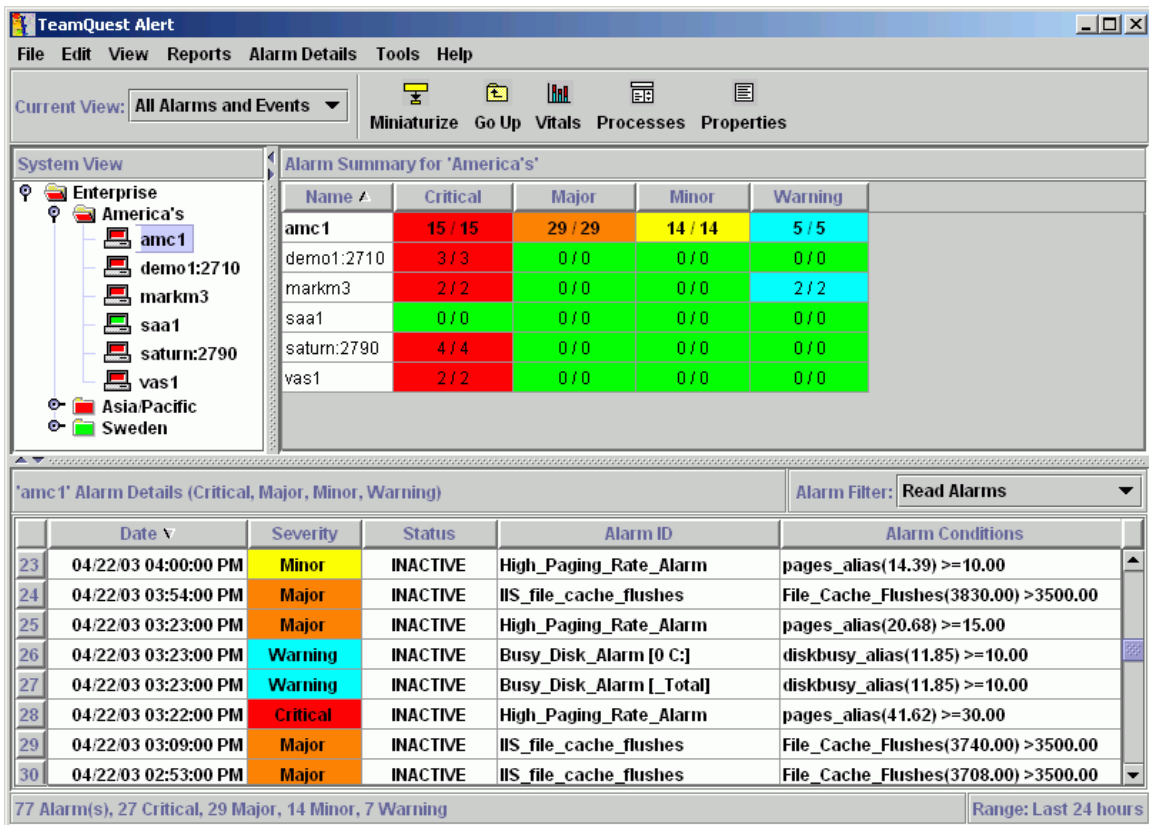 TeamQuest Alert
File Edit View Reports Alarm Details Tools Help
Current View: All Alarms and Events
Miniaturize Go Up Vitals Processes Properties
System View
Enterprise
America's
amc1
demo1:2710
markm3
saa1
saturn:2790
vas1
Asia/Pacific
Sweden
Alarm Summary for 'America's'
Name Critical Major Minor Warning
amc1 15 / 15 29 / 29 14 / 14 5 / 5
demo1:2710 3 / 3 0 / 0 0 / 0 0 / 0
markm3 2 / 2 0 / 0 0 / 0 2 / 2
saa1 0 / 0 0 / 0 0 / 0 0 / 0
saturn:2790 4 / 4 0 / 0 0 / 0 0 / 0
vas1 2 / 2 0 / 0 0 / 0 0 / 0
'amc1' Alarm Details (Critical, Major, Minor, Warning) Alarm Filter: Read Alarms
Date Severity Status Alarm ID Alarm Conditions
23 04/22/03 04:00:00 PM Minor INACTIVE High_Paging_Rate_Alarm pages_alias(14.39) >=10.00
24 04/22/03 03:54:00 PM Major INACTIVE IIS_file_cache_flushes File_Cache_Flushes(3830.00) >3500.00
25 04/22/03 03:23:00 PM Major INACTIVE High_Paging_Rate_Alarm pages_alias(20.68) >=15.00
26 04/22/03 03:23:00 PM Warning INACTIVE Busy_Disk_Alarm [0 C:] diskbusy_alias(11.85) >=10.00
27 04/22/03 03:23:00 PM Warning INACTIVE Busy_Disk_Alarm [_Total] diskbusy_alias(11.85) >=10.00
28 04/22/03 03:22:00 PM Critical INACTIVE High_Paging_Rate_Alarm pages_alias(41.62) >=30.00
29 04/22/03 03:09:00 PM Major INACTIVE IIS_file_cache_flushes File_Cache_Flushes(3740.00) >3500.00
30 04/22/03 02:53:00 PM Major INACTIVE IIS_file_cache_flushes File_Cache_Flushes(3708.00) >3500.00
77 Alarm(s), 27 Critical, 29 Major, 14 Minor, 7 Warning Range: Last 24 hours